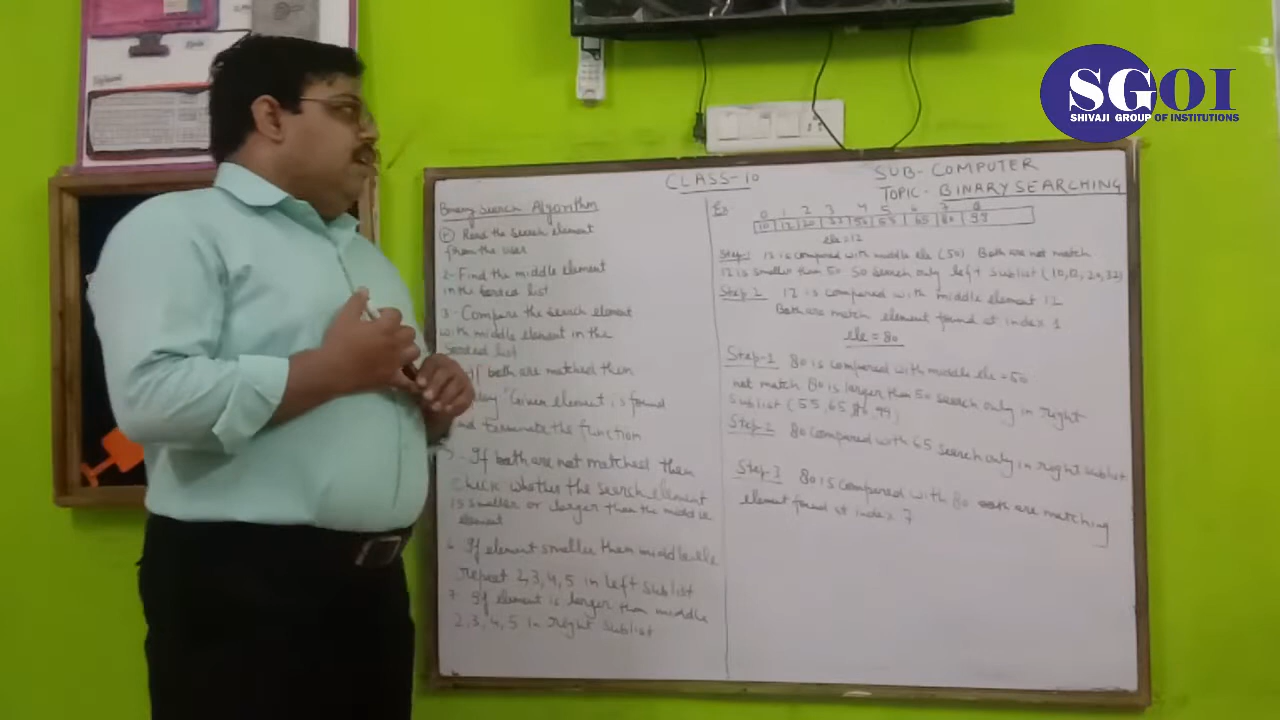 SGOI
SHIVAJI GROUP OF INSTITUTIONS
CLASS-10
SUB- COMPUTER
TOPIC- BINARY SEARCHING
Binary Search Algorithm
Read the search element
from the user
2- Find the middle element
in the sorded list
3- Compare the search element
with middle element in the
Sorded list
If both are matched then
"Given element is found
terminate the function
If both are not matched then
check whether the search element
is smaller or larger than the middle
element
If element smaller then middle ele
repeat 2,3,4,5 in left sublist
7- If element is larger than middle
2,3,4,5 in right sublist
Ex-
0 1 2 3 4 5 6 7 8
10 12 20 32 50 55 65 80 99
ele=12
Step-1 12 is compared with middle ele (50) Both are not match
12 is smaller than 50 So search only left sublist (10,12,20,32)
Step 2 12 is compared with middle element 12
Both are match element found at index 1
ele = 80
Step-1 80 is compared with middle ele -50
not match 80 is larger than 50 search only in right
sublist (55,65,80,99)
Step-2 80 compared with 65 search only in right sublist
Step-3 80 is compared with 80 both are matching
element found at index 7